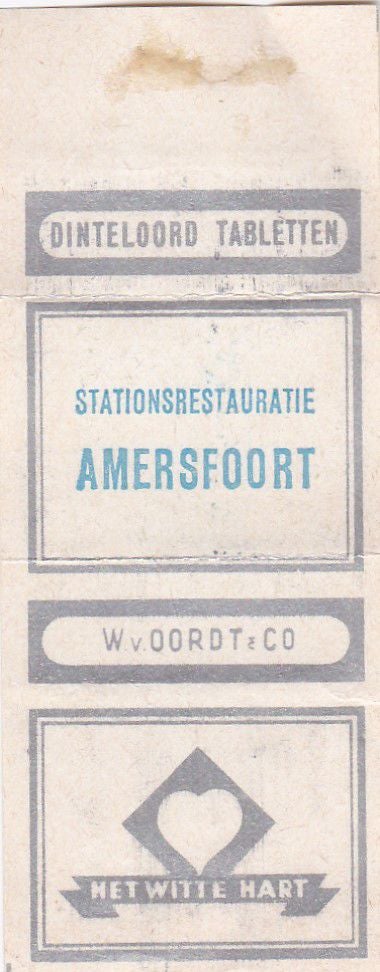 DINTELOORD TABLETTEN
STATIONSRESTAURATIE
AMERSFOORT
W.v.OORDT & CO
HET WITTE HART